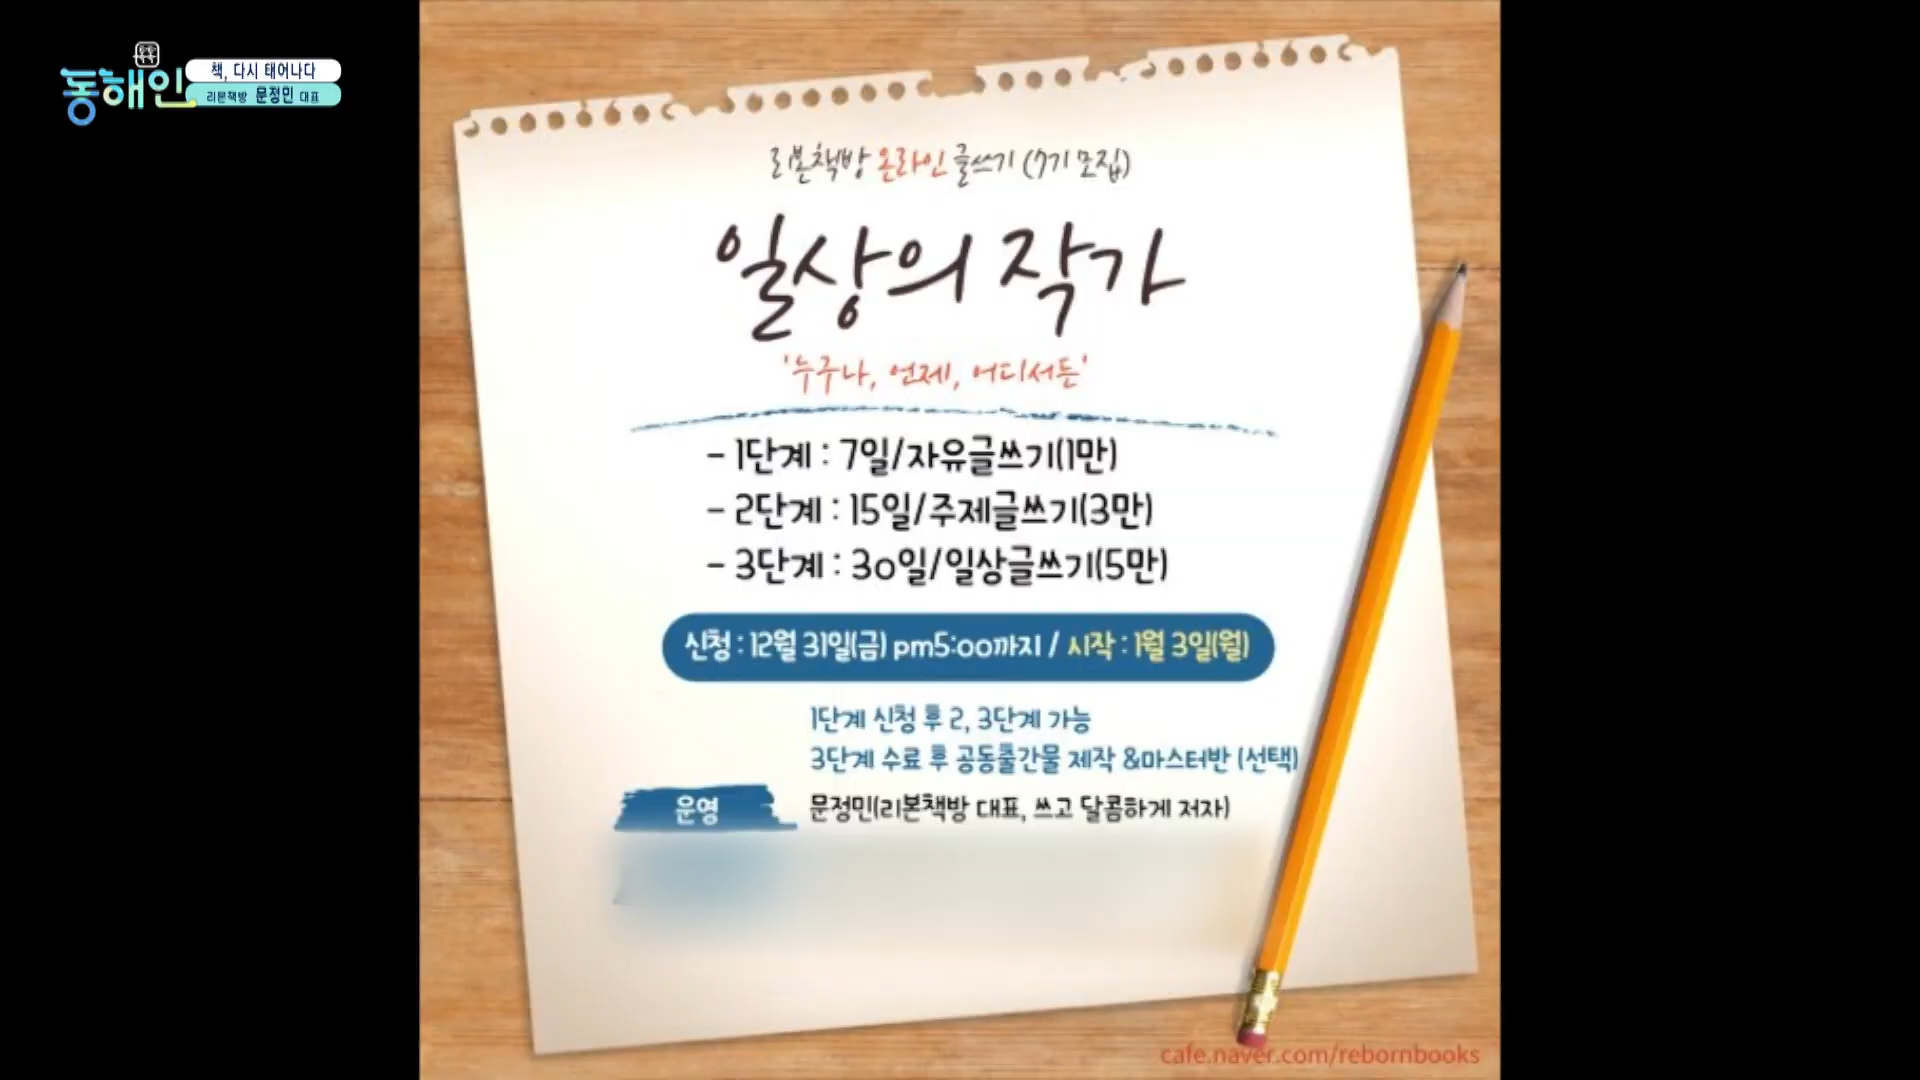 동해인
책, 다시 태어나다
리본책방 문정민 대표
리본책방 온라인 글쓰기 (7기 모집)
일상의 작가
'누구나, 언제, 어디서든'
- 1단계 : 7일/자유글쓰기(1만)
- 2단계 : 15일/주제글쓰기(3만)
- 3단계 : 30일/일상글쓰기(5만)
신청 : 12월 31일(금) pm5:00까지 / 시작 : 1월 3일(월)
1단계 신청 후 2, 3단계 가능
3단계 수료 후 공동출간물 제작 &마스터반 (선택)
운영 문정민(리본책방 대표, 쓰고 달콤하게 저자)
cafe.naver.com/rebornbooks